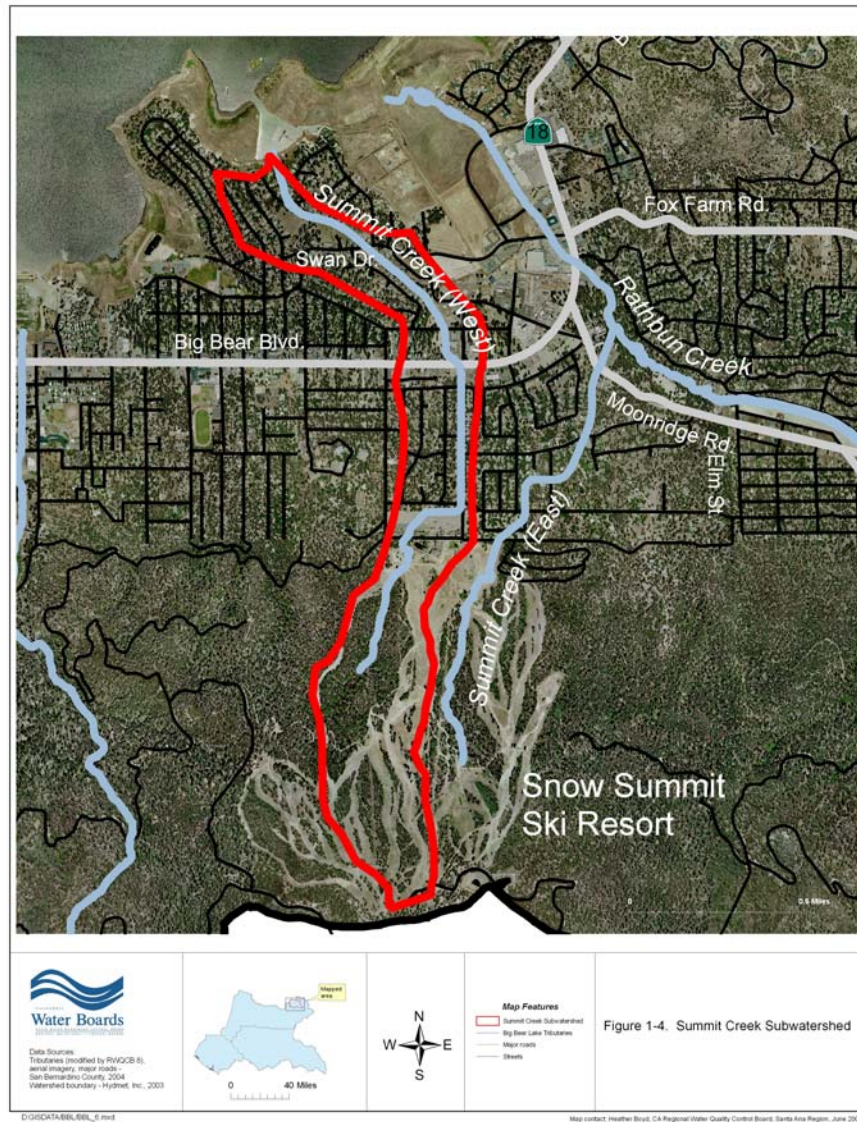 18
Fox Farm Rd.
Summit Creek (West)
Swan Dr.
Rathbun Creek
Big Bear Blvd.
Moonridge Rd.
Elm St.
Summit Creek (East)
Snow Summit
Ski Resort
0
0.5 Miles
Water Boards
Data Sources:
Tributaries (modified by RWQCB 8),
aerial imagery, major roads -
San Bernardino County, 2004
Watershed boundary - Hydmet, Inc., 2003
Mapped
area
0
40 Miles
N
W
E
S
Map Features
Summit Creek Subwatershed
Big Bear Lake Tributaries
Major roads
Streets
Figure 1-4. Summit Creek Subwatershed
D:GISDATA/BBL/BBL_6.mxd
Map contact: Heather Boyd, CA Regional Water Quality Control Board, Santa Ana Region, June